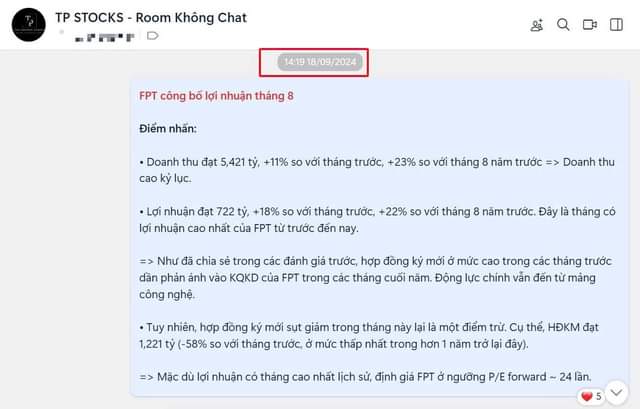 TP STOCKS - Room Không Chat
14:19 18/09/2024
FPT công bố lợi nhuận tháng 8
Điểm nhấn:
• Doanh thu đạt 5,421 tỷ, +11% so với tháng trước, +23% so với tháng 8 năm trước => Doanh thu
cao kỷ lục.
• Lợi nhuận đạt 722 tỷ, +18% so với tháng trước, +22% so với tháng 8 năm trước. Đây là tháng có
lợi nhuận cao nhất của FPT từ trước đến nay.
=> Như đã chia sẻ trong các đánh giá trước, hợp đồng ký mới ở mức cao trong các tháng trước
dần phản ánh vào KQKD của FPT trong các tháng cuối năm. Động lực chính vẫn đến từ mảng
công nghệ.
• Tuy nhiên, hợp đồng ký mới sụt giảm trong tháng này lại là một điểm trừ. Cụ thể, HĐKM đạt
1,221 tỷ (-58% so với tháng trước, ở mức thấp nhất trong hơn 1 năm trở lại đây).
=> Mặc dù lợi nhuận có tháng cao nhất lịch sử, định giá FPT ở ngưỡng P/E forward ~ 24 lần.
5